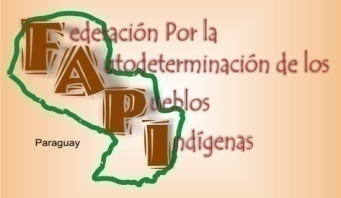 Federación Por la
Autodeterminación de los
Pueblos
Indígenas
Paraguay